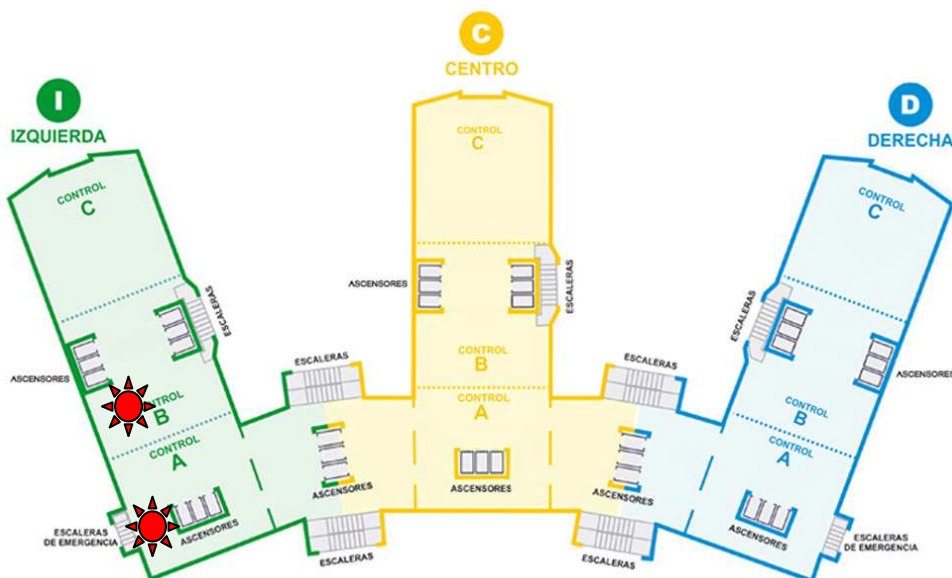 C
CENTRO
I
IZQUIERDA
D
DERECHA
CONTROL
C
CONTROL
C
CONTROL
C
ASCENSORES
ESCALERAS
ASCENSORES
ESCALERAS
ESCALERAS
ASCENSORES
ESCALERAS
CONTROL
B
ESCALERAS
CONTROL
B
CONTROL
B
CONTROL
A
CONTROL
A
CONTROL
A
ASCENSORES
ASCENSORES
ASCENSORES
ASCENSORES
ASCENSORES
ESCALERAS
DE EMERGENCIA
ESCALERAS
ESCALERAS
ESCALERAS
DE EMERGENCIA